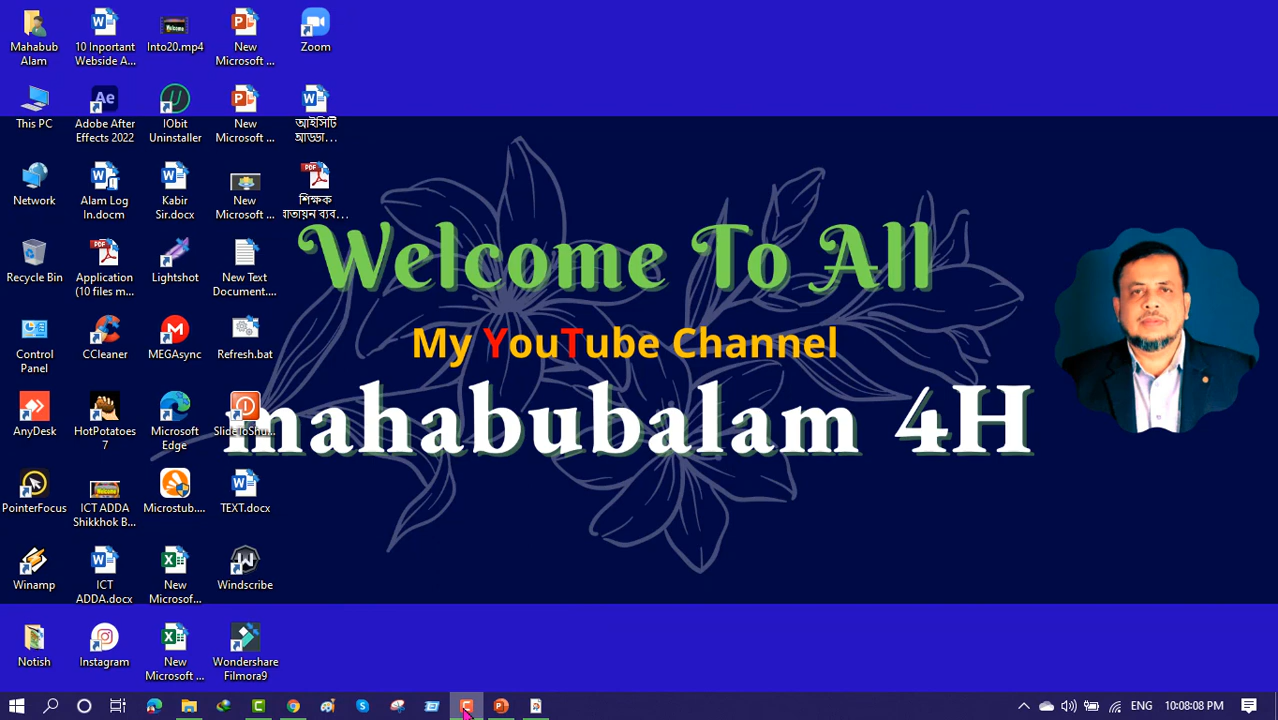 Mahabub
Alam
10 Inportant
Webside A...
Into20.mp4
New
Microsoft ...
Zoom
This PC
Adobe After
Effects 2022
IObit
Uninstaller
New
Microsoft ...
আইসিটি
আড্ডা...
Network
Alam Log
In.docm
Kabir
Sir.docx
New
Microsoft ...
শিক্ষক
বাতায়ন ব্যব...
Recycle Bin
Application
(10 files m...
Lightshot
New Text
Document....
Control
Panel
CCleaner
MEGAsync
Refresh.bat
AnyDesk
HotPotatoes
7
Microsoft
Edge
PointerFocus
ICT ADDA
Shikkhok B...
Microstub....
TEXT.docx
Winamp
ICT
ADDA.docx
New
Microsof...
Windscribe
Notish
Instagram
New
Microsof...
Wondershare
Filmora9
Welcome To All
My YouTube Channel
mahabubalam 4H
ENG
10:08:08 PM